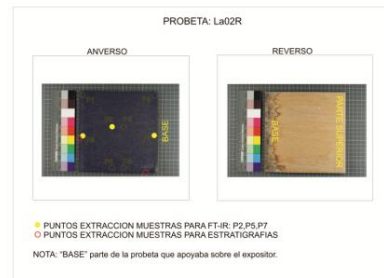 PROBETA: La02R
ANVERSO
REVERSO
BASE
BASE
PUNTOS EXTRACCION MUESTRAS PARA FT-IR: P2,P5,P7
PUNTOS EXTRACCION MUESTRAS PARA ESTRATIGRAFIAS
NOTA: "BASE" parte de la probeta que apoyaba sobre el expositor.